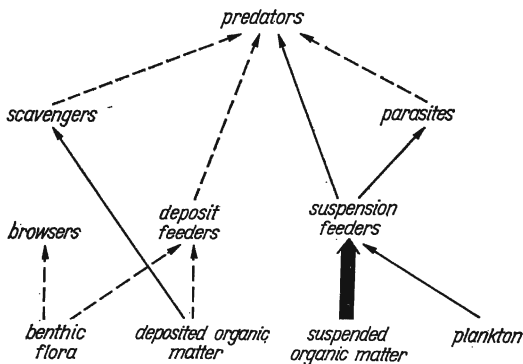 predators
scavengers
parasites
browsers
deposit
feeders
suspension
feeders
benthic
flora
deposited organic
matter
suspended
organic matter
plankton